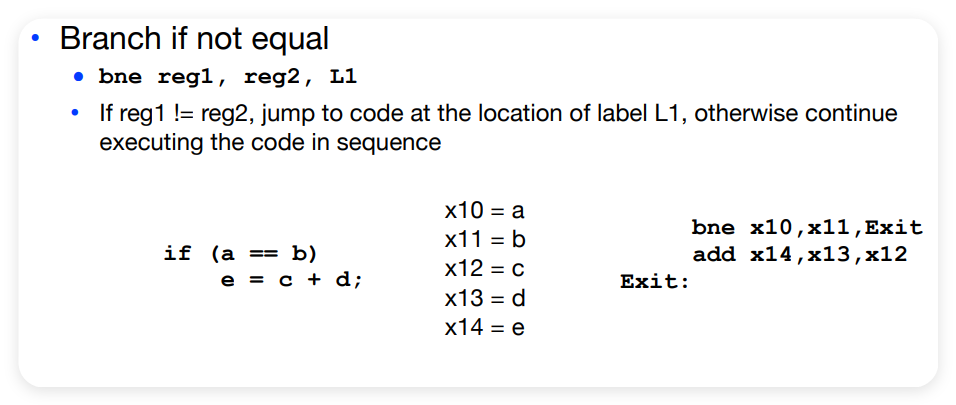 • Branch if not equal
• bne reg1, reg2, L1
• If reg1 != reg2, jump to code at the location of label L1, otherwise continue
executing the code in sequence
if (a == b)
e = c + d;
x10 = a
x11 = b
x12 = c
x13 = d
x14 = e
bne x10,x11,Exit
add x14,x13,x12
Exit: